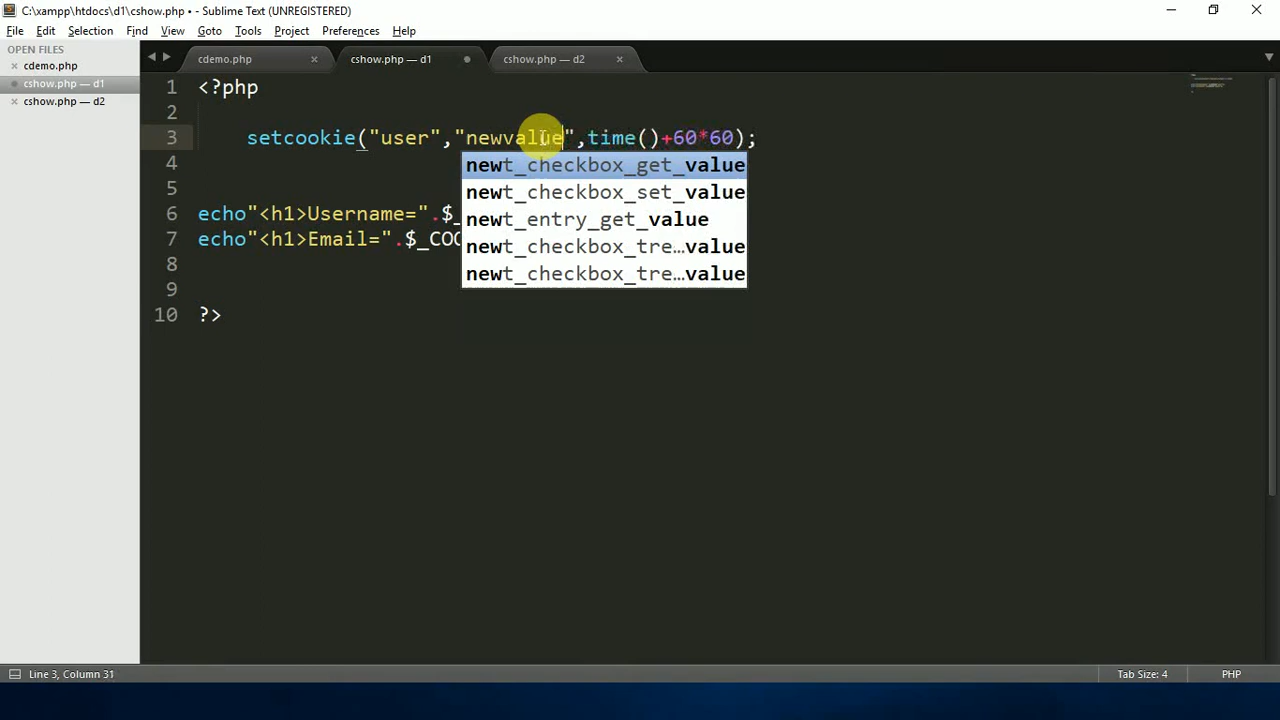 C:\xampp\htdocs\d1\cshow.php • - Sublime Text (UNREGISTERED)
File Edit Selection Find View Goto Tools Project Preferences Help
OPEN FILES
cdemo.php
cshow.php — d1
cshow.php — d2
cdemo.php
cshow.php — d1
cshow.php — d2
1 <?php
2
3 setcookie("user","newvalue",time()+60*60);
4
5
6 echo"<h1>Username=".$_
7 echo"<h1>Email=".$_COO
8
9
10 ?>
newt_checkbox_get_value
newt_checkbox_set_value
newt_entry_get_value
newt_checkbox_tre…value
newt_checkbox_tre…value
Line 3, Column 31
Tab Size: 4
PHP